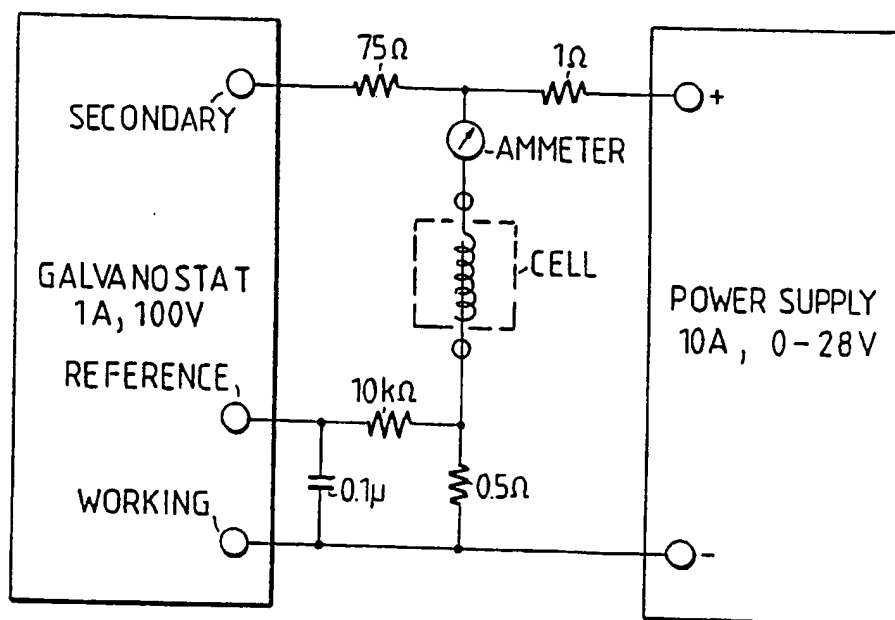 75Ω
1Ω
SECONDARY
+
AMMETER
CELL
GALVANOSTAT
1A, 100V
POWER SUPPLY
10A, 0-28V
REFERENCE
10kΩ
WORKING
0.1μ
0.5Ω
-